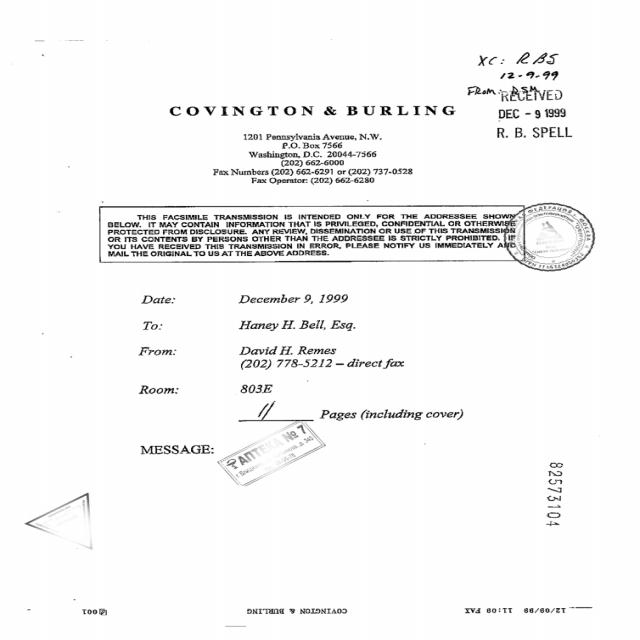 XC: RBS
12-9-99
FROM: DSM
RECEIVED
DEC - 9 1999
R. B. SPELL
COVINGTON & BURLING
1201 Pennsylvania Avenue, N.W.
P.O. Box 7566
Washington, D.C. 20044-7566
(202) 662-6000
Fax Numbers (202) 662-6291 or (202) 737-0528
Fax Operator: (202) 662-6280
THIS FACSIMILE TRANSMISSION IS INTENDED ONLY FOR THE ADDRESSEE SHOWN
BELOW. IT MAY CONTAIN INFORMATION THAT IS PRIVILEGED, CONFIDENTIAL OR OTHERWISE
PROTECTED FROM DISCLOSURE. ANY REVIEW, DISSEMINATION OR USE OF THIS TRANSMISSION
OR ITS CONTENTS BY PERSONS OTHER THAN THE ADDRESSEE IS STRICTLY PROHIBITED. IF
YOU HAVE RECEIVED THIS TRANSMISSION IN ERROR, PLEASE NOTIFY US IMMEDIATELY AND
MAIL THE ORIGINAL TO US AT THE ABOVE ADDRESS.
Date: December 9, 1999
To: Haney H. Bell, Esq.
From: David H. Remes
(202) 778-5212 – direct fax
Room: 803E
11 Pages (including cover)
MESSAGE:
АПТЕКА № 7
82573104
12/09/99 11:09 FAX COVINGTON & BURLING 001